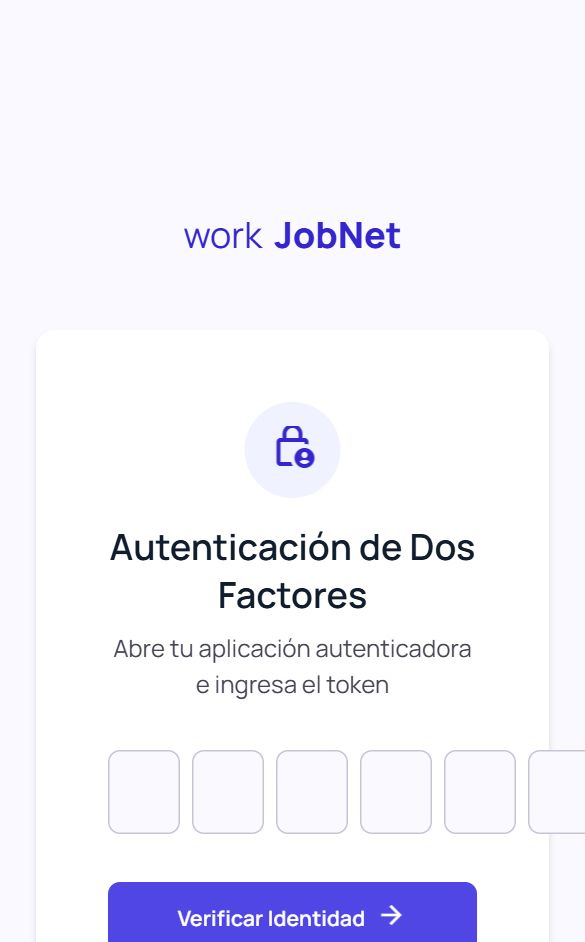 work JobNet
Autenticación de Dos
Factores
Abre tu aplicación autenticadora
e ingresa el token
Verificar Identidad →